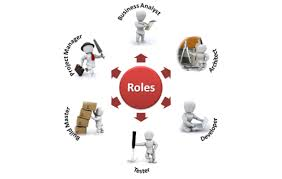 Business Analyst
Project Manager
Architect
Roles
Build Master
Developer
Tester